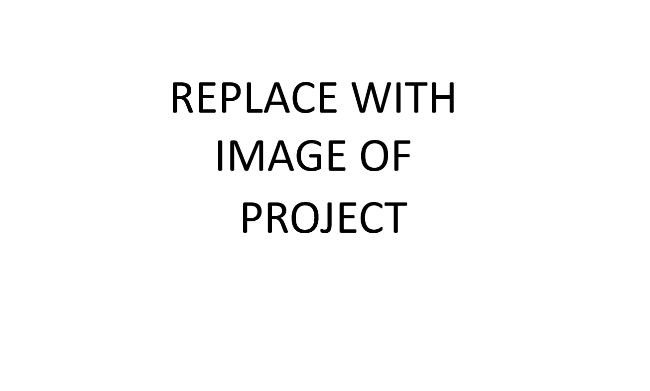 REPLACE WITH
IMAGE OF
PROJECT